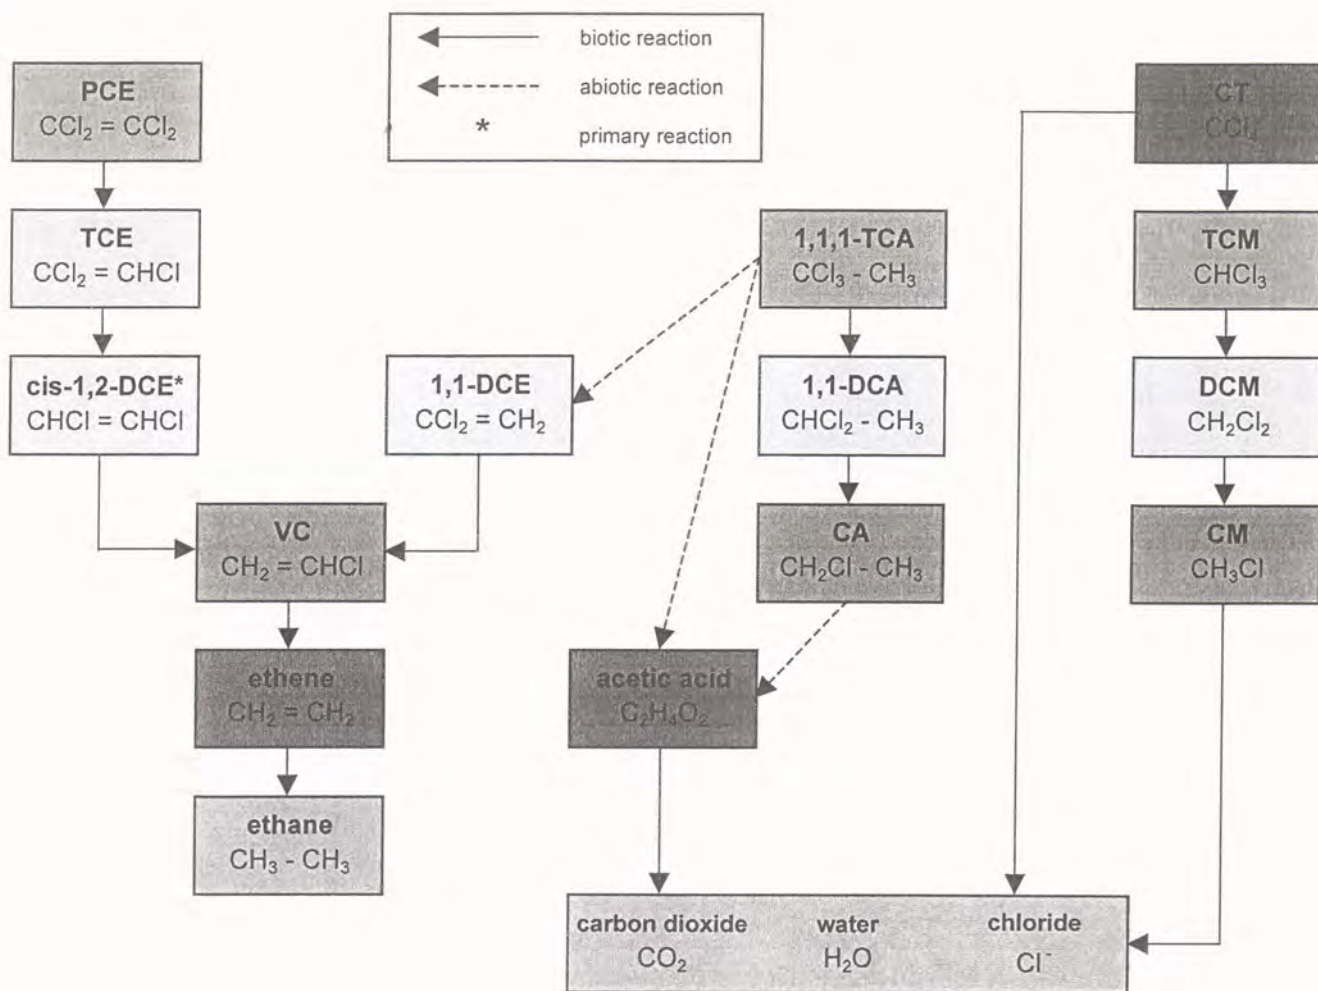 biotic reaction
abiotic reaction
* primary reaction
PCE
CCl₂ = CCl₂
TCE
CCl₂ = CHCl
cis-1,2-DCE*
CHCl = CHCl
1,1-DCE
CCl₂ = CH₂
VC
CH₂ = CHCl
ethene
CH₂ = CH₂
ethane
CH₃ - CH₃
1,1,1-TCA
CCl₃ - CH₃
1,1-DCA
CHCl₂ - CH₃
CA
CH₂Cl - CH₃
acetic acid
C₂H₄O₂
CT
CCl₄
TCM
CHCl₃
DCM
CH₂Cl₂
CM
CH₃Cl
carbon dioxide water chloride
CO₂ H₂O Cl⁻